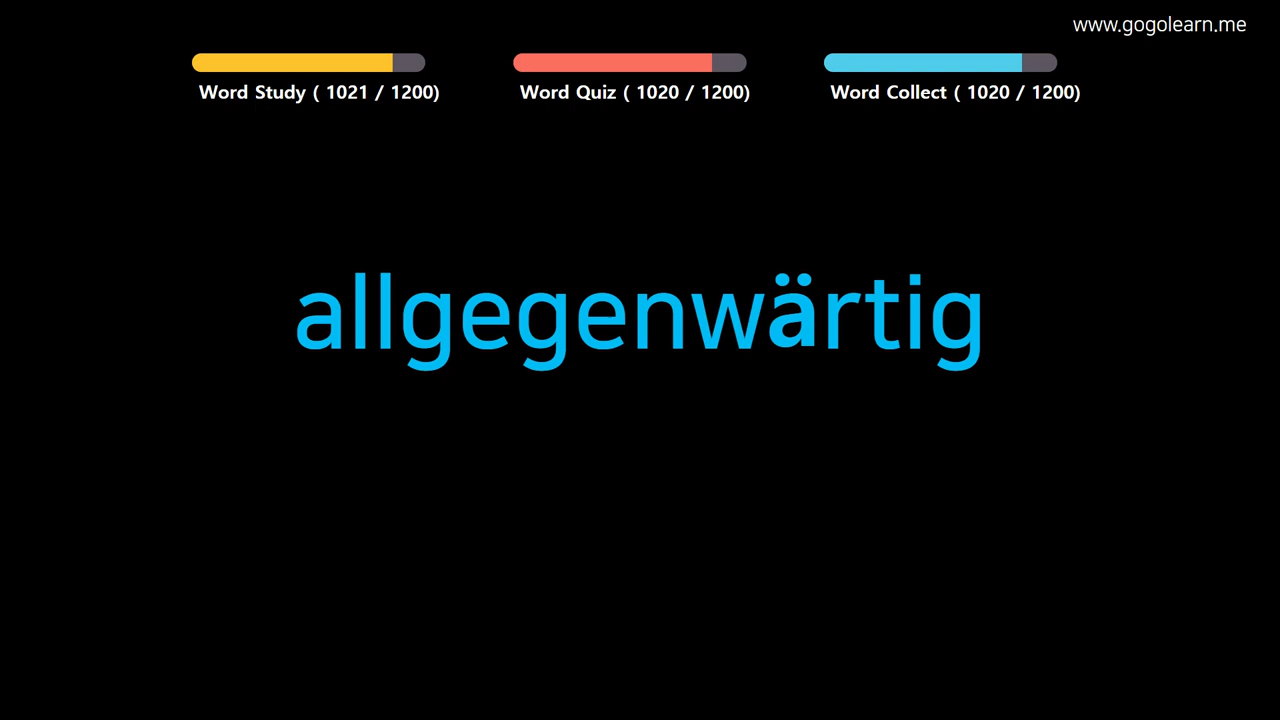 www.gogolearn.me
Word Study ( 1021 / 1200)
Word Quiz ( 1020 / 1200)
Word Collect ( 1020 / 1200)
allgegenwärtig